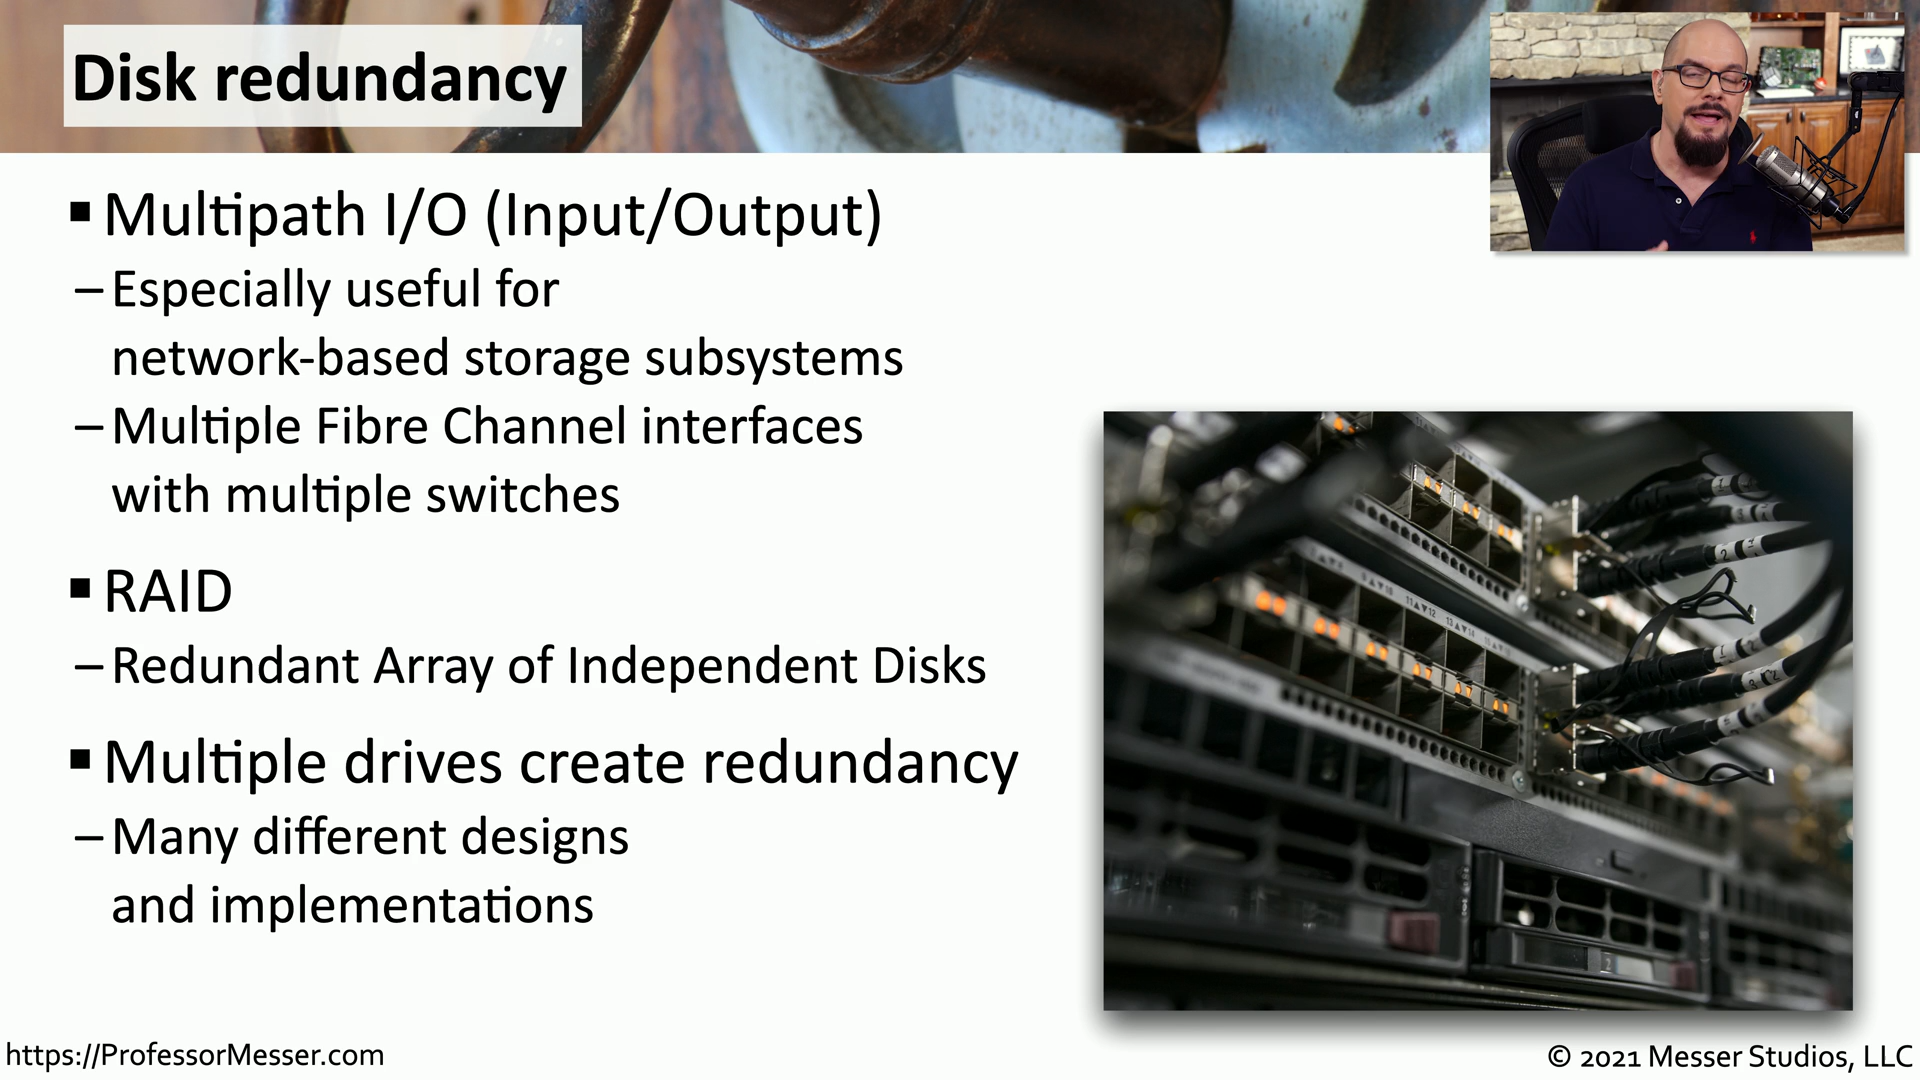 Disk redundancy
▪ Multipath I/O (Input/Output)
– Especially useful for
network-based storage subsystems
– Multiple Fibre Channel interfaces
with multiple switches
▪ RAID
– Redundant Array of Independent Disks
▪ Multiple drives create redundancy
– Many different designs
and implementations
https://ProfessorMesser.com
© 2021 Messer Studios, LLC